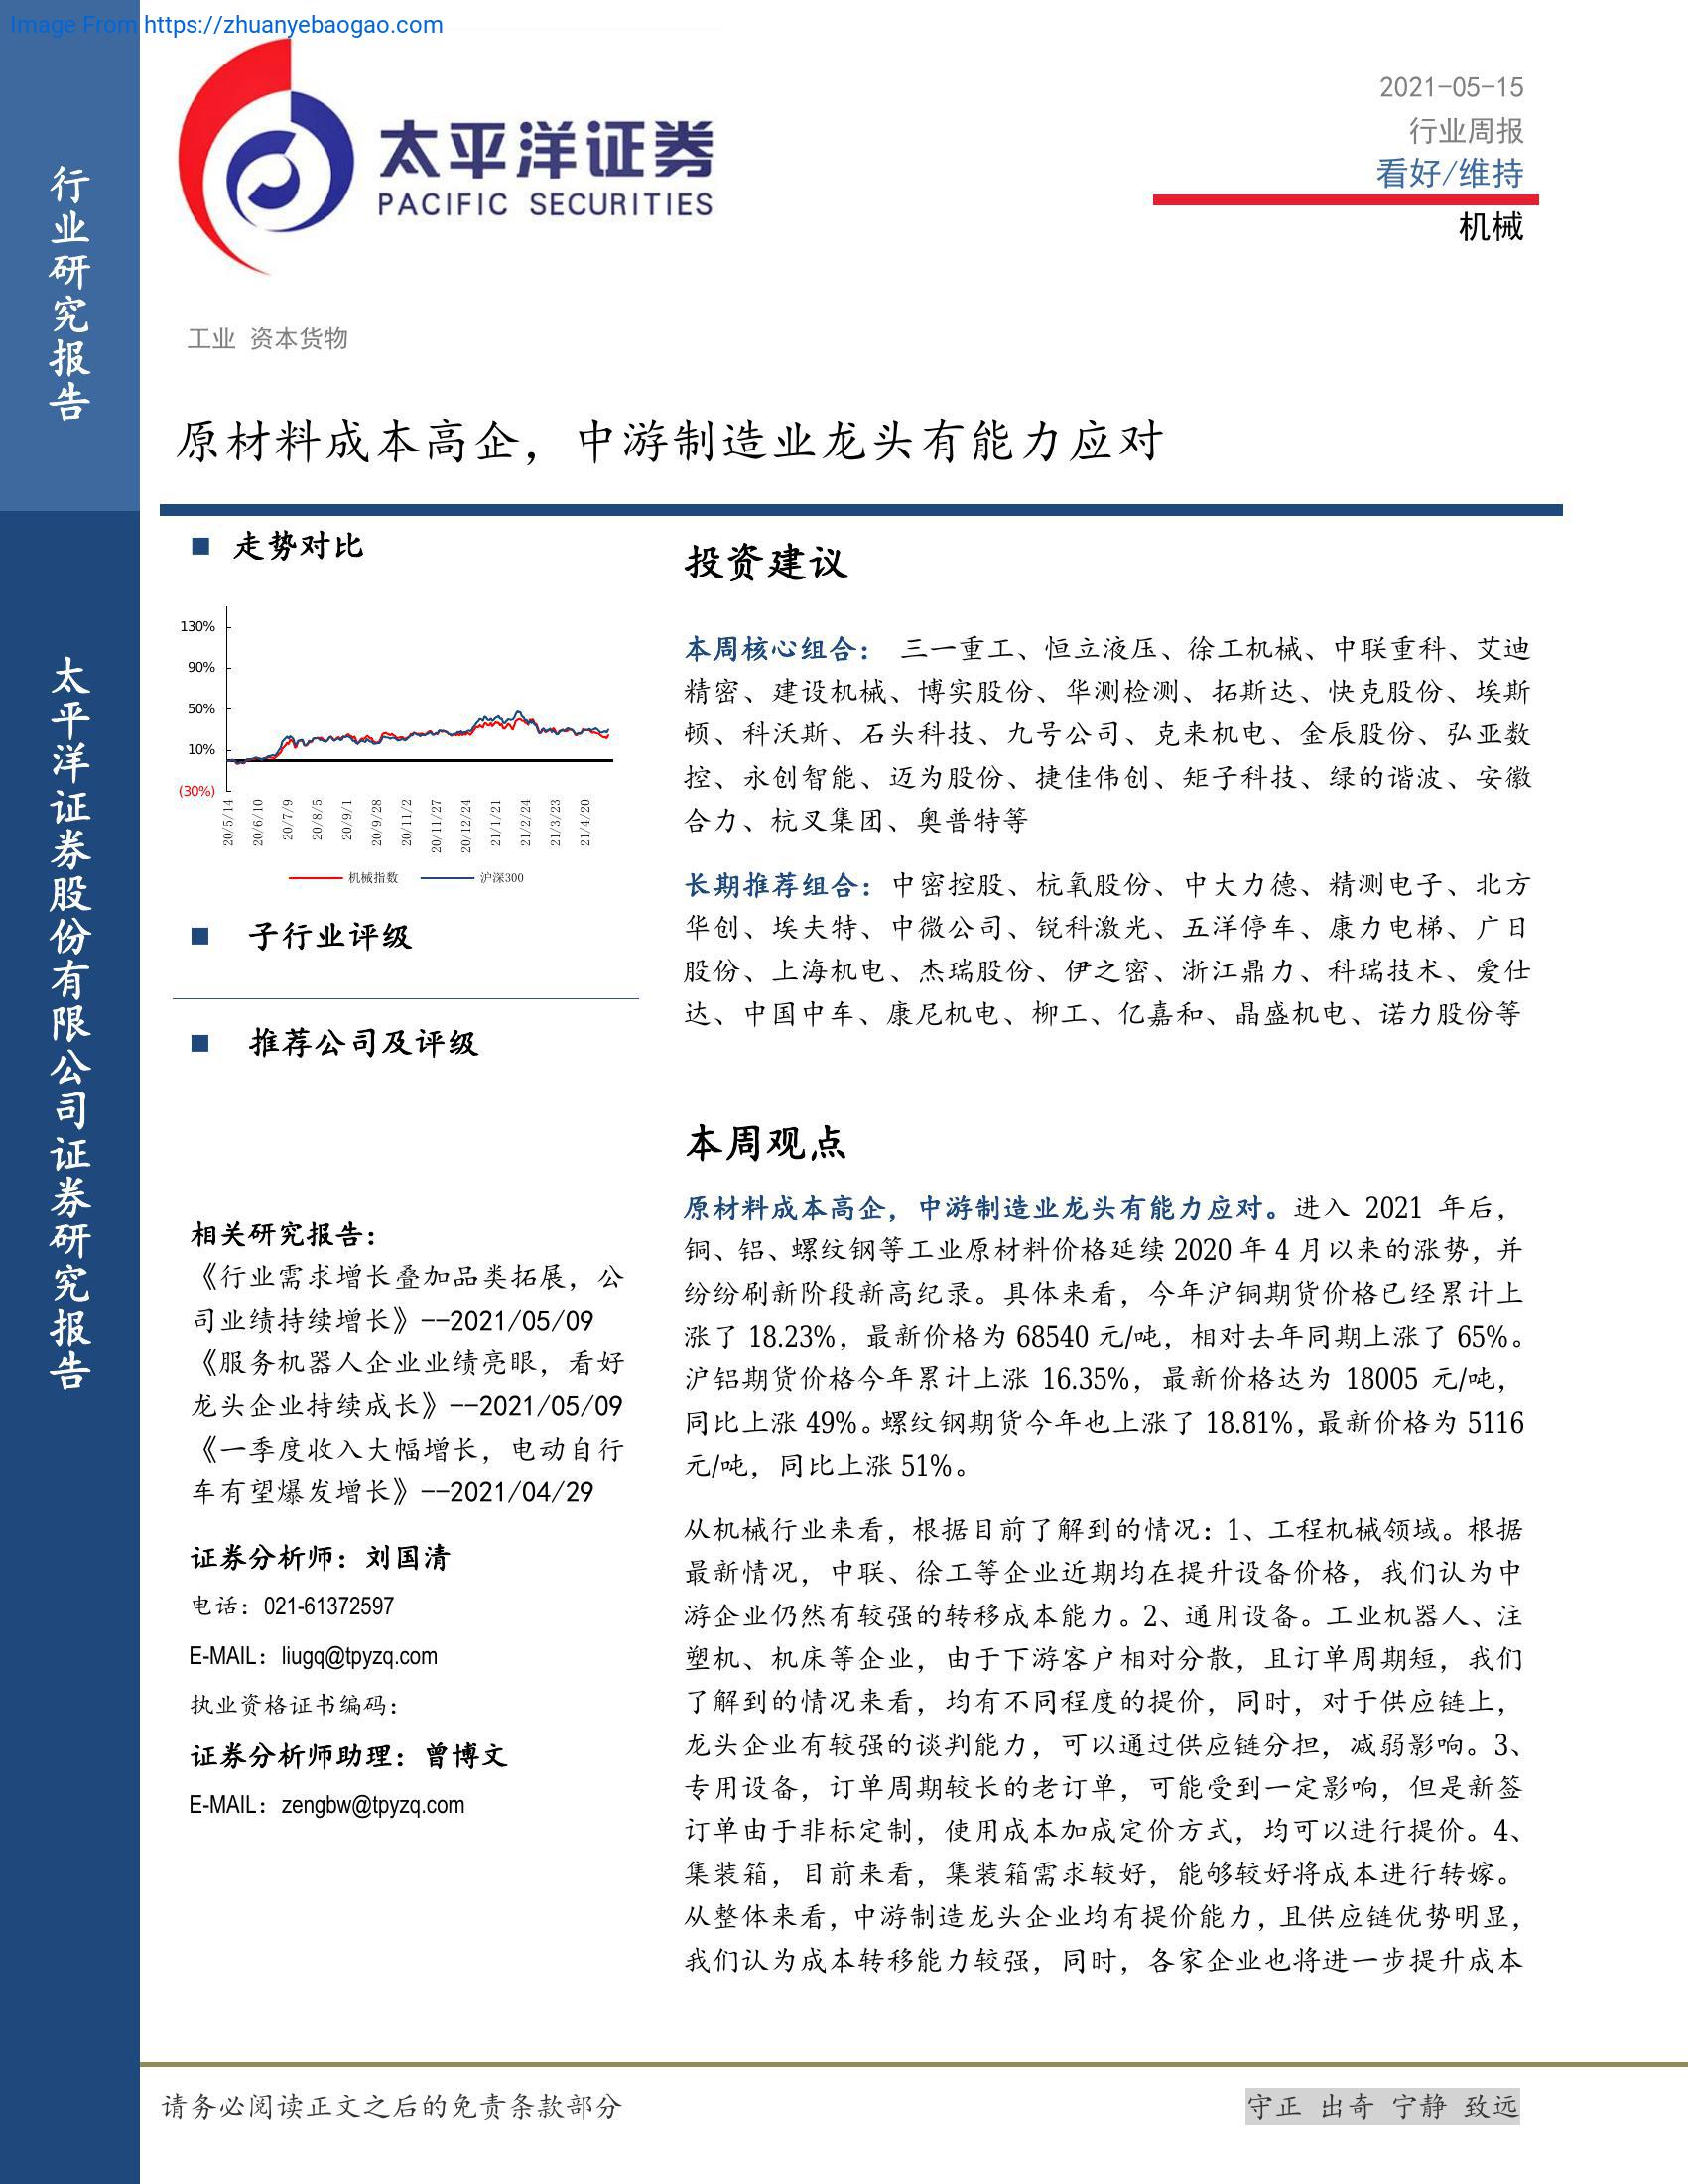 Image From https://zhuanyebaogao.com
行业研究报告
太平洋证券股份有限公司证券研究报告
太平洋证券
PACIFIC SECURITIES
2021-05-15
行业周报
看好/维持
机械
工业 资本货物
原材料成本高企，中游制造业龙头有能力应对
■ 走势对比
130%
90%
50%
10%
(30%)
20/5/14
20/6/10
20/7/9
20/8/5
20/9/1
20/9/28
20/11/2
20/11/27
20/12/24
21/1/21
21/2/24
21/3/23
21/4/20
机械指数 沪深300
■ 子行业评级
■ 推荐公司及评级
相关研究报告：
《行业需求增长叠加品类拓展，公
司业绩持续增长》--2021/05/09
《服务机器人企业业绩亮眼，看好
龙头企业持续成长》--2021/05/09
《一季度收入大幅增长，电动自行
车有望爆发增长》--2021/04/29
证券分析师：刘国清
电话：021-61372597
E-MAIL：liugq@tpyzq.com
执业资格证书编码：
证券分析师助理：曾博文
E-MAIL：zengbw@tpyzq.com
投资建议
本周核心组合： 三一重工、恒立液压、徐工机械、中联重科、艾迪
精密、建设机械、博实股份、华测检测、拓斯达、快克股份、埃斯
顿、科沃斯、石头科技、九号公司、克来机电、金辰股份、弘亚数
控、永创智能、迈为股份、捷佳伟创、矩子科技、绿的谐波、安徽
合力、杭叉集团、奥普特等
长期推荐组合：中密控股、杭氧股份、中大力德、精测电子、北方
华创、埃夫特、中微公司、锐科激光、五洋停车、康力电梯、广日
股份、上海机电、杰瑞股份、伊之密、浙江鼎力、科瑞技术、爱仕
达、中国中车、康尼机电、柳工、亿嘉和、晶盛机电、诺力股份等
本周观点
原材料成本高企，中游制造业龙头有能力应对。进入 2021 年后，
铜、铝、螺纹钢等工业原材料价格延续 2020 年 4 月以来的涨势，并
纷纷刷新阶段新高纪录。具体来看，今年沪铜期货价格已经累计上
涨了 18.23%，最新价格为 68540 元/吨，相对去年同期上涨了 65%。
沪铝期货价格今年累计上涨 16.35%，最新价格达为 18005 元/吨，
同比上涨 49%。螺纹钢期货今年也上涨了 18.81%，最新价格为 5116
元/吨，同比上涨 51%。
从机械行业来看，根据目前了解到的情况：1、工程机械领域。根据
最新情况，中联、徐工等企业近期均在提升设备价格，我们认为中
游企业仍然有较强的转移成本能力。2、通用设备。工业机器人、注
塑机、机床等企业，由于下游客户相对分散，且订单周期短，我们
了解到的情况来看，均有不同程度的提价，同时，对于供应链上，
龙头企业有较强的谈判能力，可以通过供应链分担，减弱影响。3、
专用设备，订单周期较长的老订单，可能受到一定影响，但是新签
订单由于非标定制，使用成本加成定价方式，均可以进行提价。4、
集装箱，目前来看，集装箱需求较好，能够较好将成本进行转嫁。
从整体来看，中游制造龙头企业均有提价能力，且供应链优势明显，
我们认为成本转移能力较强，同时，各家企业也将进一步提升成本
请务必阅读正文之后的免责条款部分
守正 出奇 宁静 致远